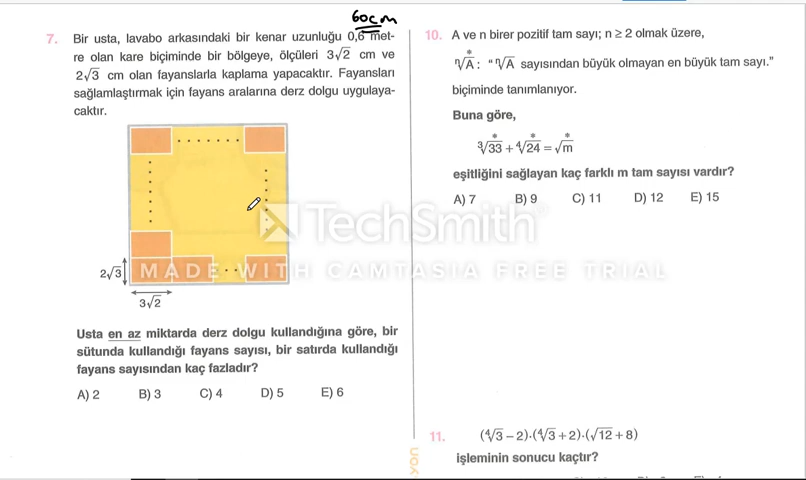 60cm
7. Bir usta, lavabo arkasındaki bir kenar uzunluğu 0,6 met-
re olan kare biçiminde bir bölgeye, ölçüleri 3√2 cm ve
2√3 cm olan fayanslarla kaplama yapacaktır. Fayansları
sağlamlaştırmak için fayans aralarına derz dolgu uygulaya-
caktır.
2√3
3√2
Usta en az miktarda derz dolgu kullandığına göre, bir
sütunda kullandığı fayans sayısı, bir satırda kullandığı
fayans sayısından kaç fazladır?
A) 2 B) 3 C) 4 D) 5 E) 6
10. A ve n birer pozitif tam sayı; n ≥ 2 olmak üzere,
*
ⁿ√A : "ⁿ√A sayısından büyük olmayan en büyük tam sayı."
biçiminde tanımlanıyor.
Buna göre,
* * *
³√33 + ⁴√24 = √m
eşitliğini sağlayan kaç farklı m tam sayısı vardır?
A) 7 B) 9 C) 11 D) 12 E) 15
11. (⁴√3 – 2)·(⁴√3 + 2)·(√12 + 8)
işleminin sonucu kaçtır?
TechSmith
MADE WITH CAMTASIA FREE TRIAL